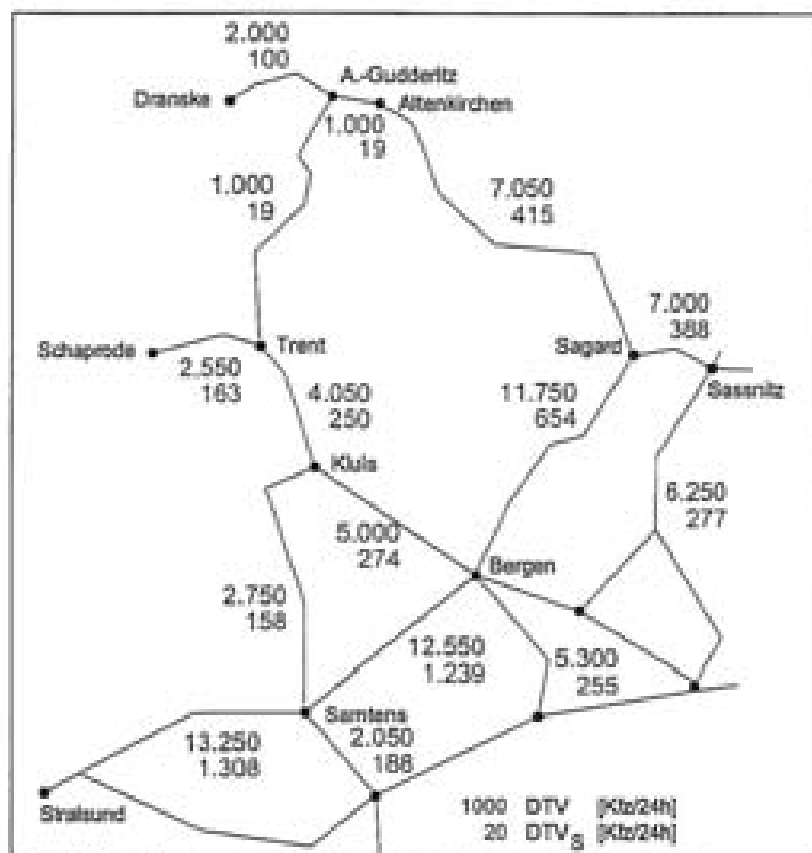 2.000
100
A.-Gudderitz
Dranske
Altenkirchen
1.000
19
1.000
19
7.050
415
7.000
388
Schaprode
Trent
Sagard
Sassnitz
2.550
163
4.050
250
11.750
654
Kluis
6.250
277
5.000
274
Bergen
2.750
158
12.550
1.239
5.300
255
Samtens
13.250
1.308
2.050
188
Stralsund
1000 DTV [Kfz/24h]
20 DTVS [Kfz/24h]